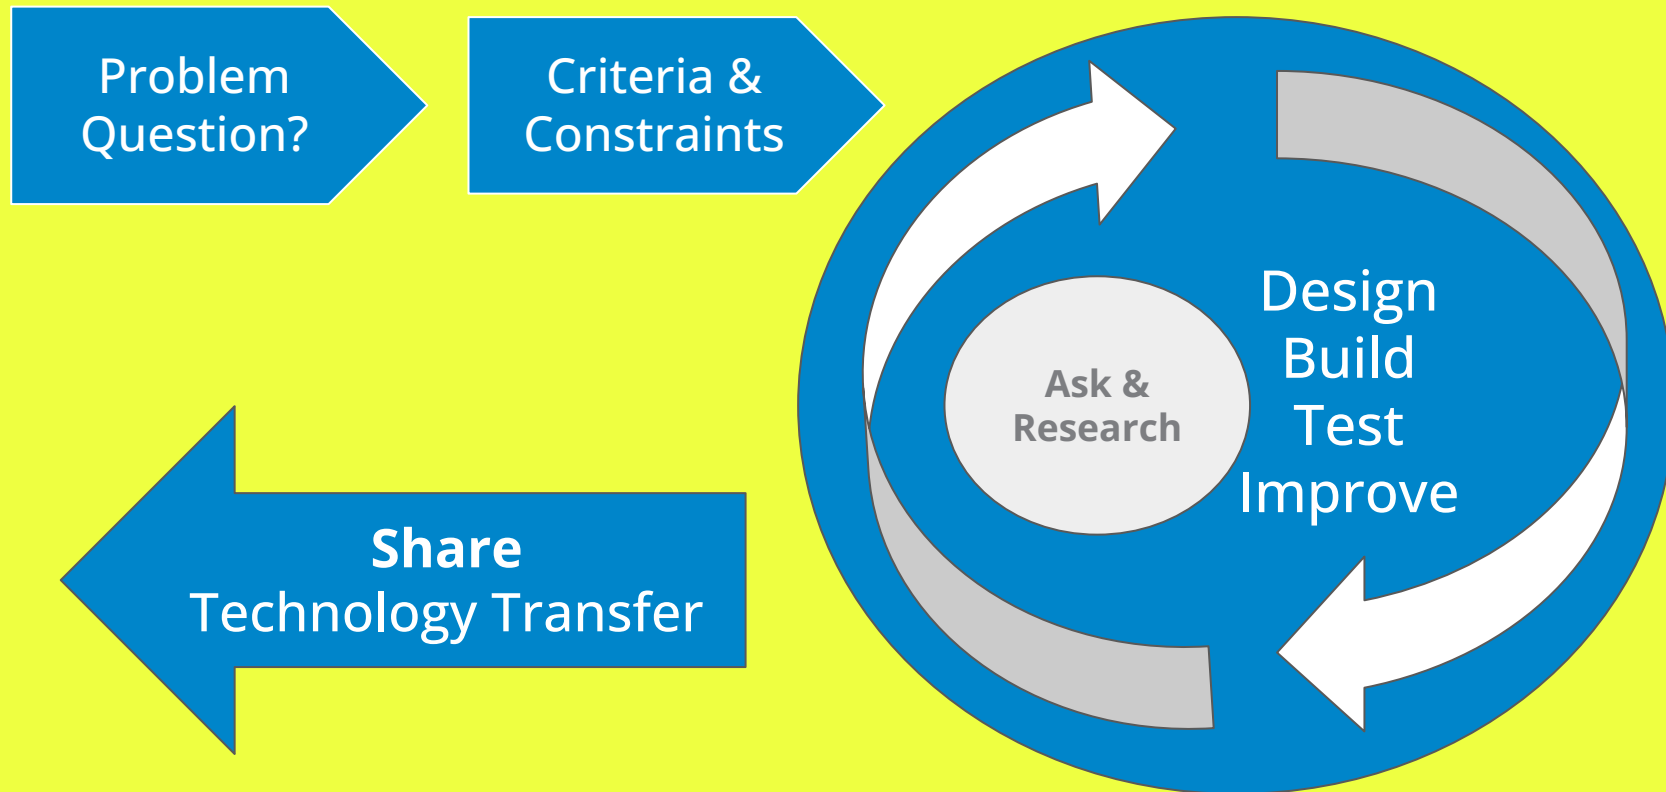 Problem
Question?
Criteria &
Constraints
Ask &
Research
Design
Build
Test
Improve
Share
Technology Transfer